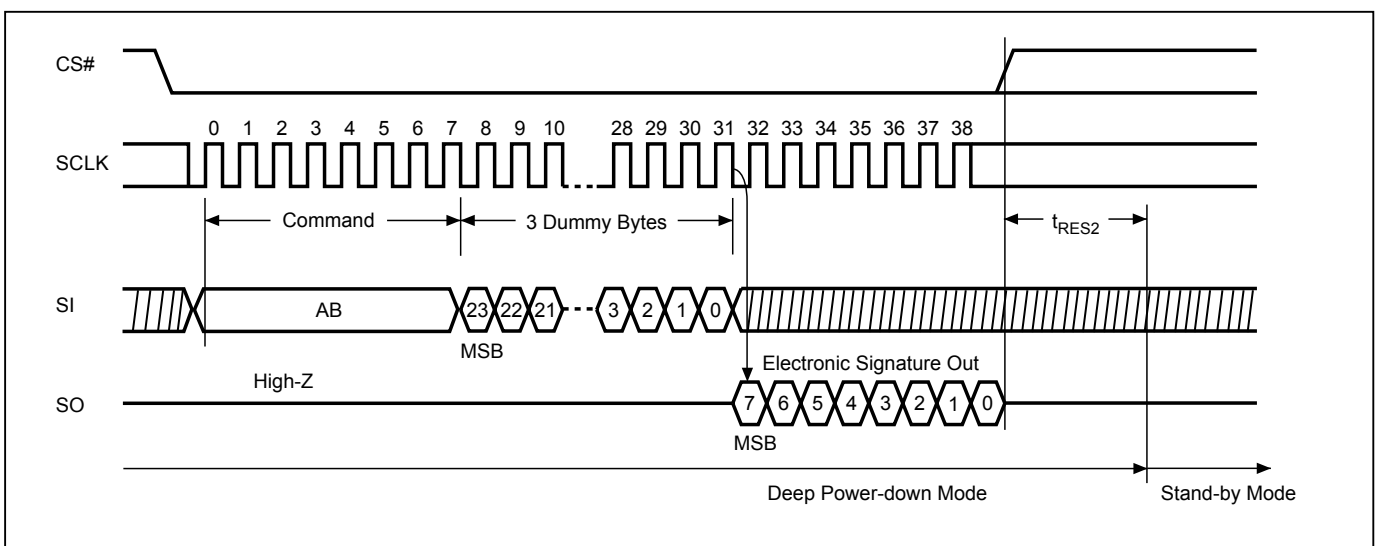 CS#
0 1 2 3 4 5 6 7 8 9 10 28 29 30 31 32 33 34 35 36 37 38
SCLK
Command 3 Dummy Bytes tRES2
SI AB 23 22 21 3 2 1 0
MSB
High-Z Electronic Signature Out
SO 7 6 5 4 3 2 1 0
MSB
Deep Power-down Mode Stand-by Mode